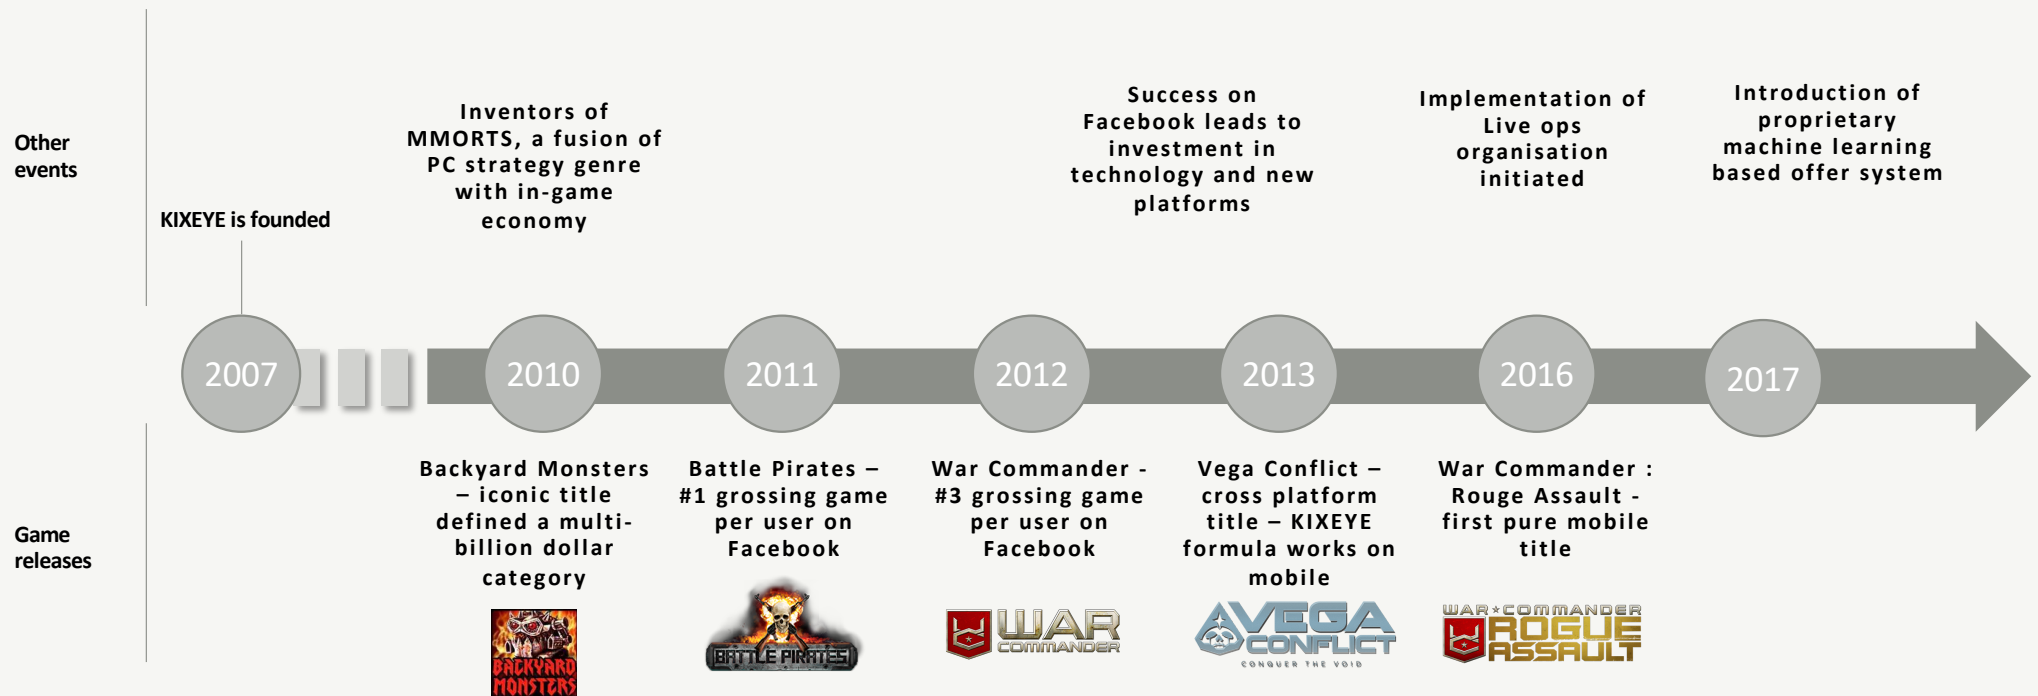 Other
events
KIXEYE is founded
Inventors of
MMORTS, a fusion of
PC strategy genre
with in-game
economy
Success on
Facebook leads to
investment in
technology and new
platforms
Implementation of
Live ops
organisation
initiated
Introduction of
proprietary
machine learning
based offer system
2007
2010
2011
2012
2013
2016
2017
Game
releases
Backyard Monsters
– iconic title
defined a multi-
billion dollar
category
Battle Pirates –
#1 grossing game
per user on
Facebook
War Commander -
#3 grossing game
per user on
Facebook
Vega Conflict –
cross platform
title – KIXEYE
formula works on
mobile
War Commander :
Rouge Assault -
first pure mobile
title
BACKYARD
MONSTERS
BATTLE PIRATES
WAR
COMMANDER
VEGA
CONFLICT
CONQUER THE VOID
WAR★COMMANDER
ROGUE
ASSAULT